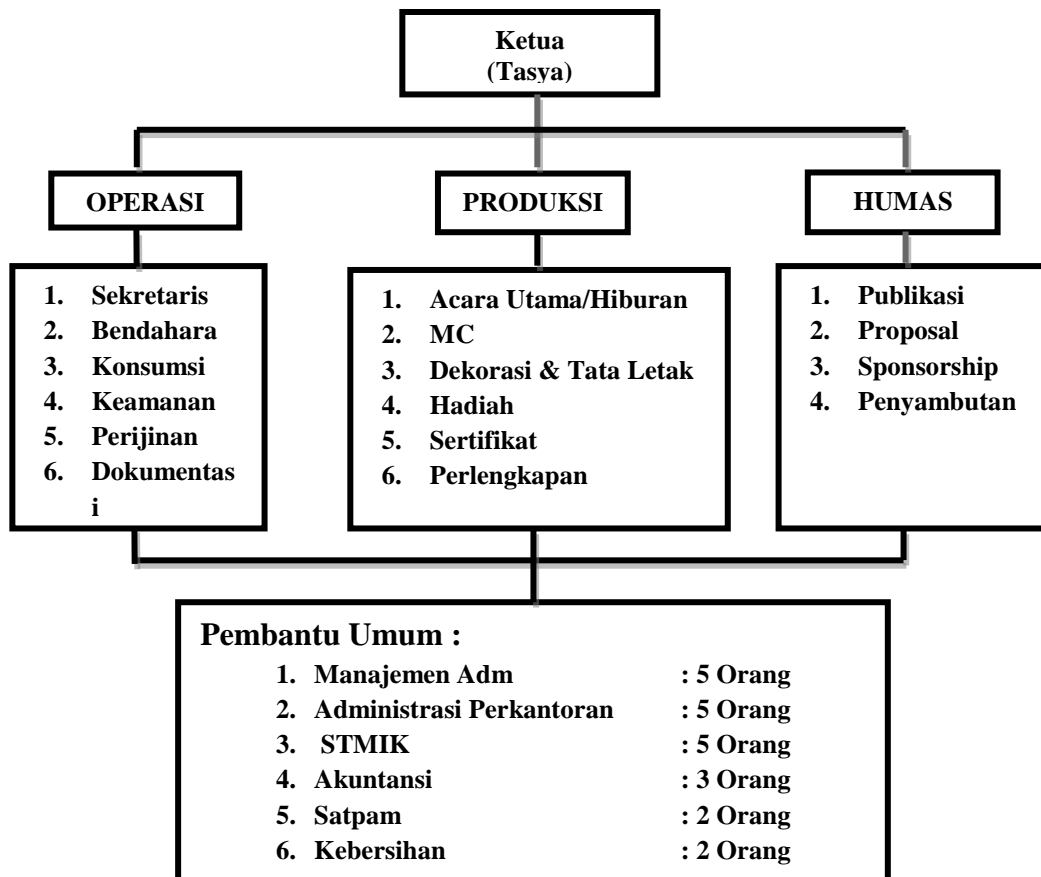 Ketua
(Tasya)
OPERASI
PRODUKSI
HUMAS
1. Sekretaris
2. Bendahara
3. Konsumsi
4. Keamanan
5. Perijinan
6. Dokumentas
i
1. Acara Utama/Hiburan
2. MC
3. Dekorasi & Tata Letak
4. Hadiah
5. Sertifikat
6. Perlengkapan
1. Publikasi
2. Proposal
3. Sponsorship
4. Penyambutan
Pembantu Umum :
1. Manajemen Adm : 5 Orang
2. Administrasi Perkantoran : 5 Orang
3. STMIK : 5 Orang
4. Akuntansi : 3 Orang
5. Satpam : 2 Orang
6. Kebersihan : 2 Orang